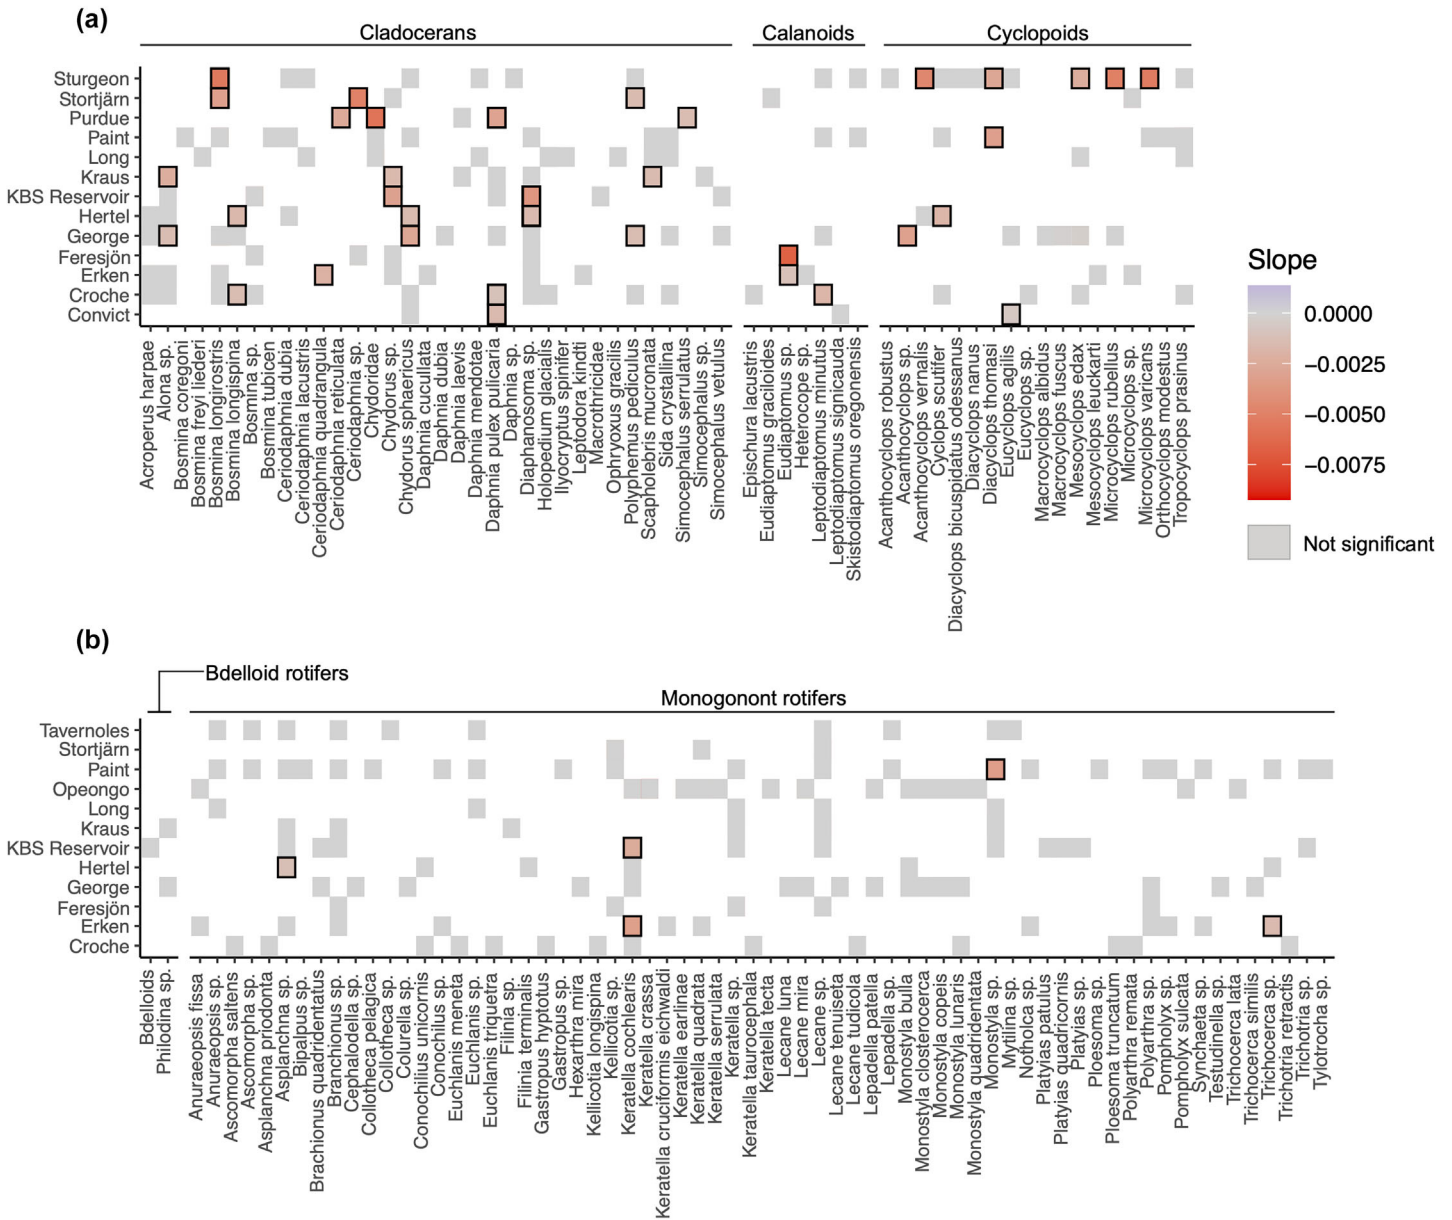 (a)
Cladocerans
Calanoids
Cyclopoids
Sturgeon
Stortjärn
Purdue
Paint
Long
Kraus
KBS Reservoir
Hertel
George
Feresjön
Erken
Croche
Convict
Acroperus harpae
Alona sp.
Bosmina coregoni
Bosmina freyi liederi
Bosmina longirostris
Bosmina longispina
Bosmina sp.
Bosmina tubicen
Ceriodaphnia dubia
Ceriodaphnia lacustris
Ceriodaphnia quadrangula
Ceriodaphnia reticulata
Ceriodaphnia sp.
Chydoridae
Chydorus sp.
Chydorus sphaericus
Daphnia cucullata
Daphnia dubia
Daphnia laevis
Daphnia mendotae
Daphnia pulex pulicaria
Daphnia sp.
Diaphanosoma sp.
Holopedium glacialis
Ilyocryptus spinifer
Leptodora kindti
Macrothricidae
Ophryoxus gracilis
Polyphemus pediculus
Scapholebris mucronata
Sida crystallina
Simocephalus serrulatus
Simocephalus sp.
Simocephalus vetulus
Epischura lacustris
Eudiaptomus graciloides
Eudiaptomus sp.
Heterocope sp.
Leptodiaptomus minutus
Leptodiaptomus signicauda
Skistodiaptomus oregonensis
Acanthocyclops robustus
Acanthocyclops sp.
Acanthocyclops vernalis
Cyclops scutifer
Diacyclops bicuspidatus odessanus
Diacyclops nanus
Diacyclops thomasi
Eucyclops agilis
Eucyclops sp.
Macrocyclops albidus
Macrocyclops fuscus
Mesocyclops edax
Mesocyclops leuckarti
Microcyclops rubellus
Microcyclops sp.
Microcyclops varicans
Orthocyclops modestus
Tropocyclops prasinus
Slope
0.0000
−0.0025
−0.0050
−0.0075
Not significant
(b)
Bdelloid rotifers
Monogonont rotifers
Tavernoles
Stortjärn
Paint
Opeongo
Long
Kraus
KBS Reservoir
Hertel
George
Feresjön
Erken
Croche
Bdelloids
Philodina sp.
Anuraeopsis fissa
Anuraeopsis sp.
Ascomorpha saltens
Ascomorpha sp.
Asplanchna priodonta
Asplanchna sp.
Bipalpus sp.
Brachionus quadridentatus
Branchionus sp.
Cephalodella sp.
Collotheca pelagica
Collotheca sp.
Colurella sp.
Conochilius unicornis
Conochilus sp.
Euchlanis meneta
Euchlanis sp.
Euchlanis triquetra
Filinia sp.
Filinia terminalis
Gastropus hyptotus
Gastropus sp.
Hexarthra mira
Kellicotia longispina
Kellicotia sp.
Keratella cochlearis
Keratella crassa
Keratella cruciformis eichwaldi
Keratella earlinae
Keratella quadrata
Keratella serrulata
Keratella sp.
Keratella taurocephala
Keratella tecta
Lecane luna
Lecane mira
Lecane sp.
Lecane tenuiseta
Lecane tudicola
Lepadella patella
Lepadella sp.
Monostyla bulla
Monostyla closterocerca
Monostyla copeis
Monostyla lunaris
Monostyla quadridentata
Monostyla sp.
Mytilina sp.
Notholca sp.
Platyias patulus
Platyias quadricornis
Platyias sp.
Ploesoma sp.
Ploesoma truncatum
Polyarthra remata
Polyarthra sp.
Pompholyx sp.
Pompholyx sulcata
Synchaeta sp.
Testudinella sp.
Trichocerca lata
Trichocerca similis
Trichocerca sp.
Trichotria retractis
Trichotria sp.
Tylotrocha sp.